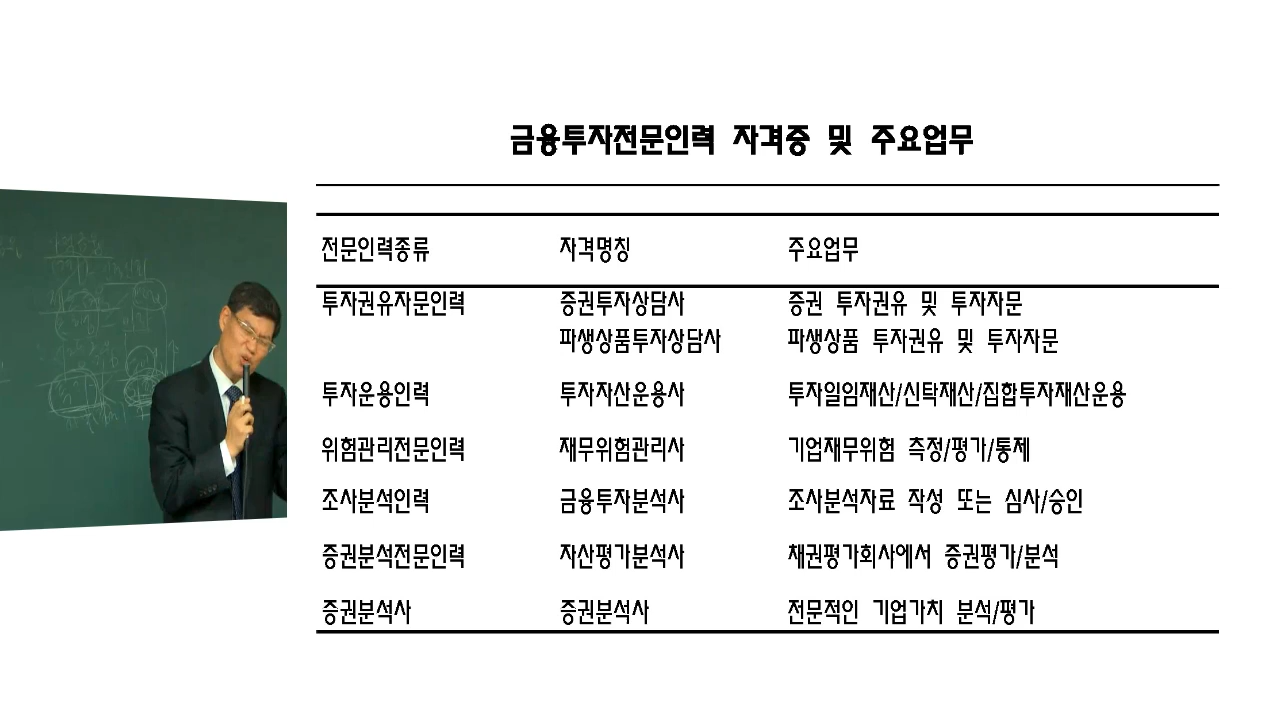 금융투자전문인력 자격증 및 주요업무
전문인력종류 자격명칭 주요업무
투자권유자문인력 증권투자상담사 증권 투자권유 및 투자자문
파생상품투자상담사 파생상품 투자권유 및 투자자문
투자운용인력 투자자산운용사 투자일임재산/신탁재산/집합투자재산운용
위험관리전문인력 재무위험관리사 기업재무위험 측정/평가/통제
조사분석인력 금융투자분석사 조사분석자료 작성 또는 심사/승인
증권분석전문인력 자산평가분석사 채권평가회사에서 증권평가/분석
증권분석사 증권분석사 전문적인 기업가치 분석/평가